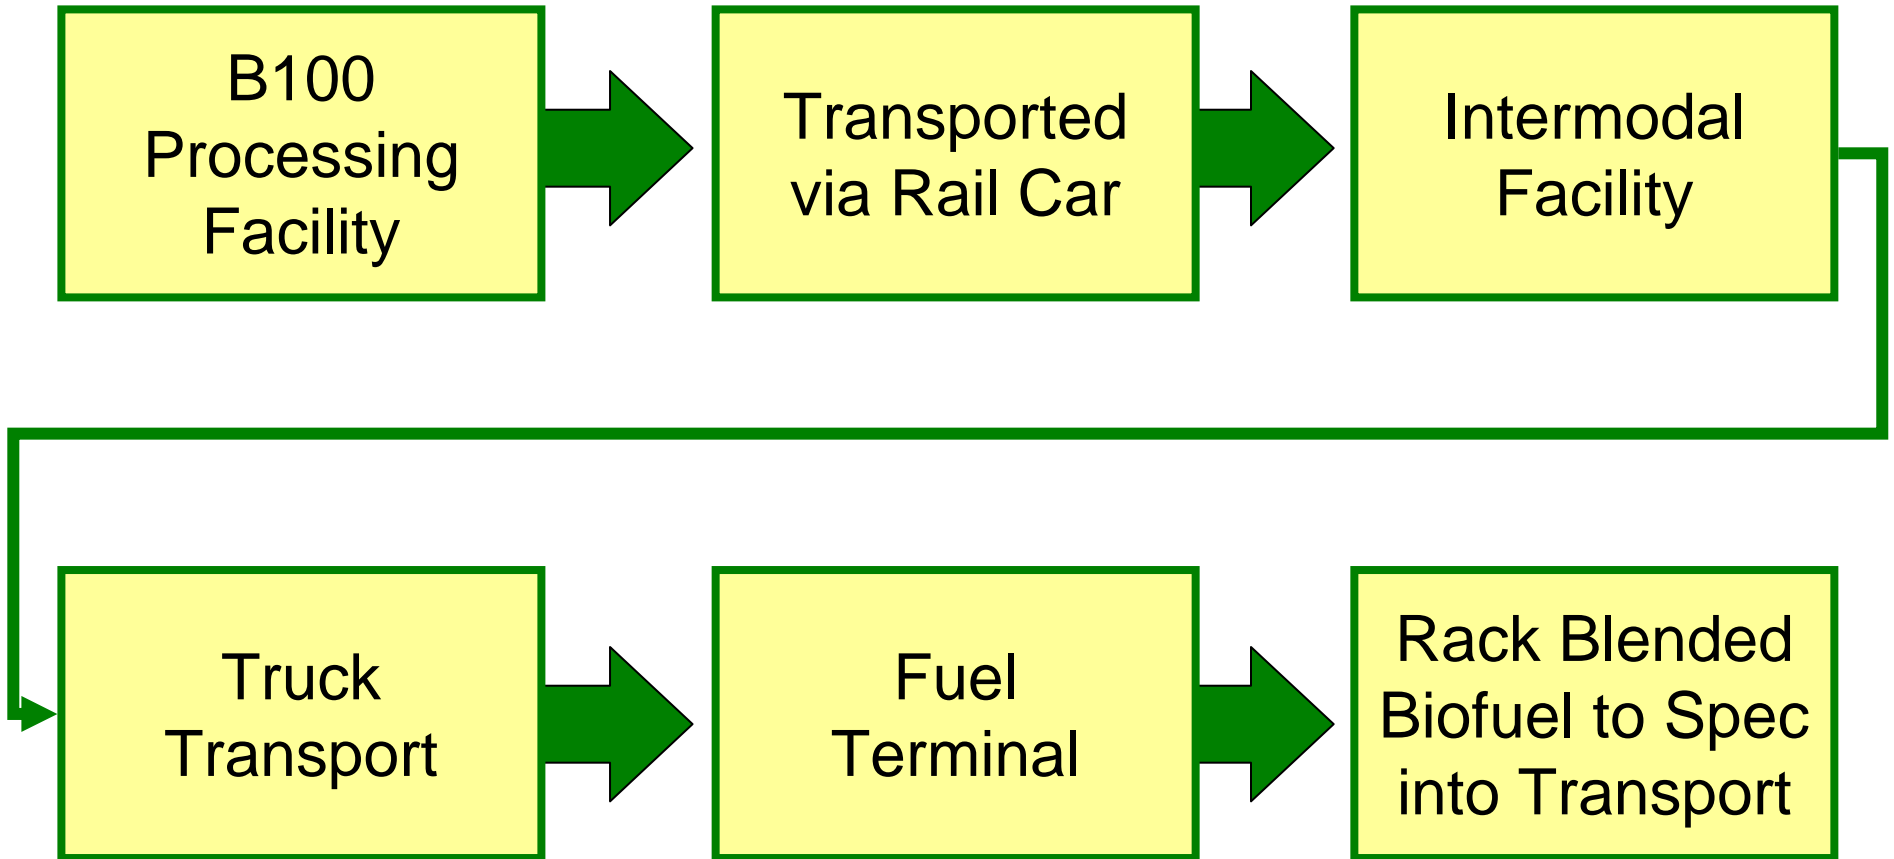 B100
Processing
Facility
Transported
via Rail Car
Intermodal
Facility
Truck
Transport
Fuel
Terminal
Rack Blended
Biofuel to Spec
into Transport